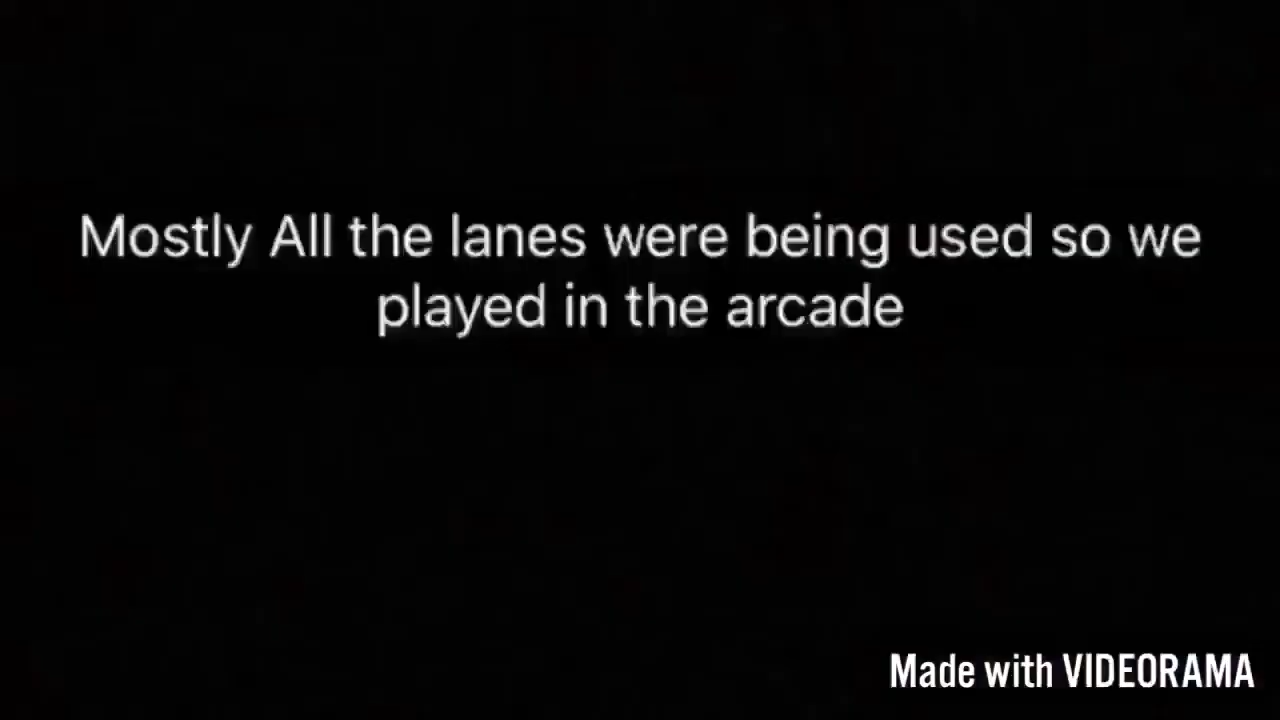 Mostly All the lanes were being used so we
played in the arcade
Made with VIDEORAMA